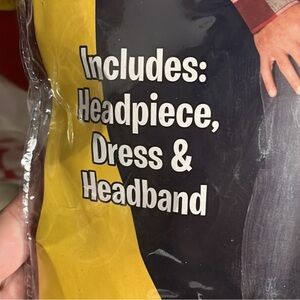 Includes:
Headpiece,
Dress &
Headband